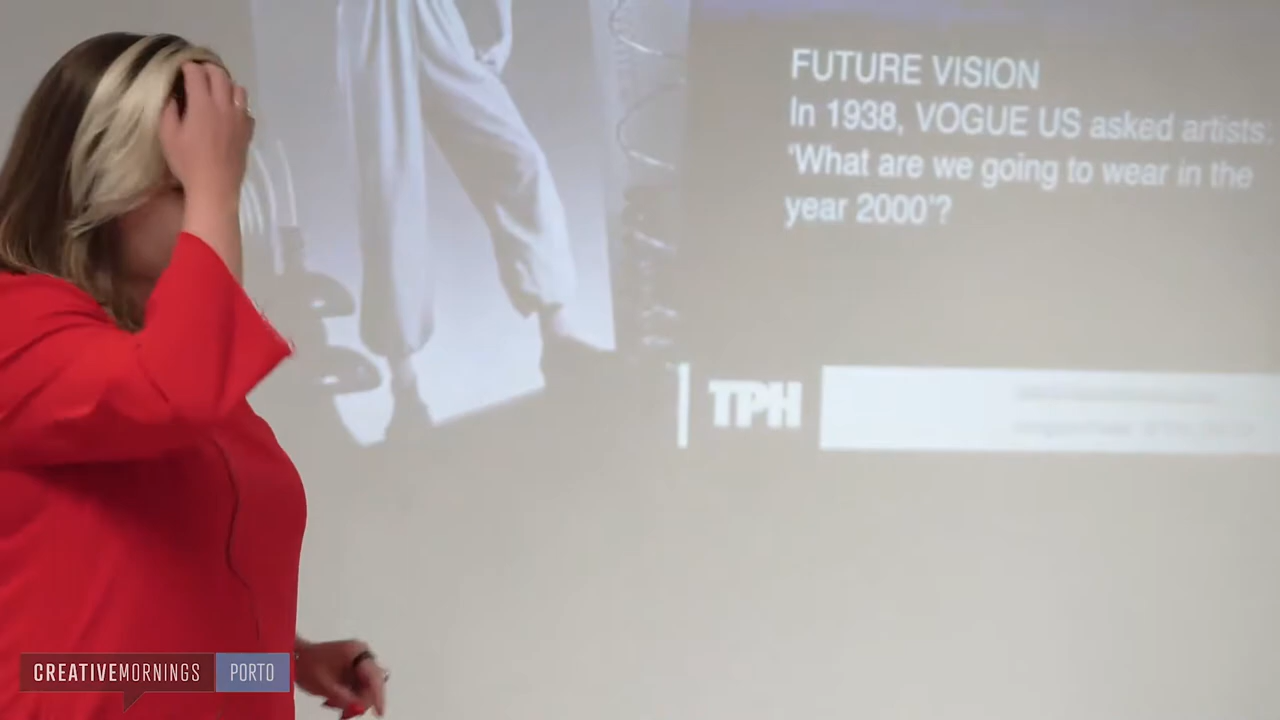 FUTURE VISION
In 1938, VOGUE US asked artists:
'What are we going to wear in the
year 2000'?
TPH
CREATIVEMORNINGS PORTO